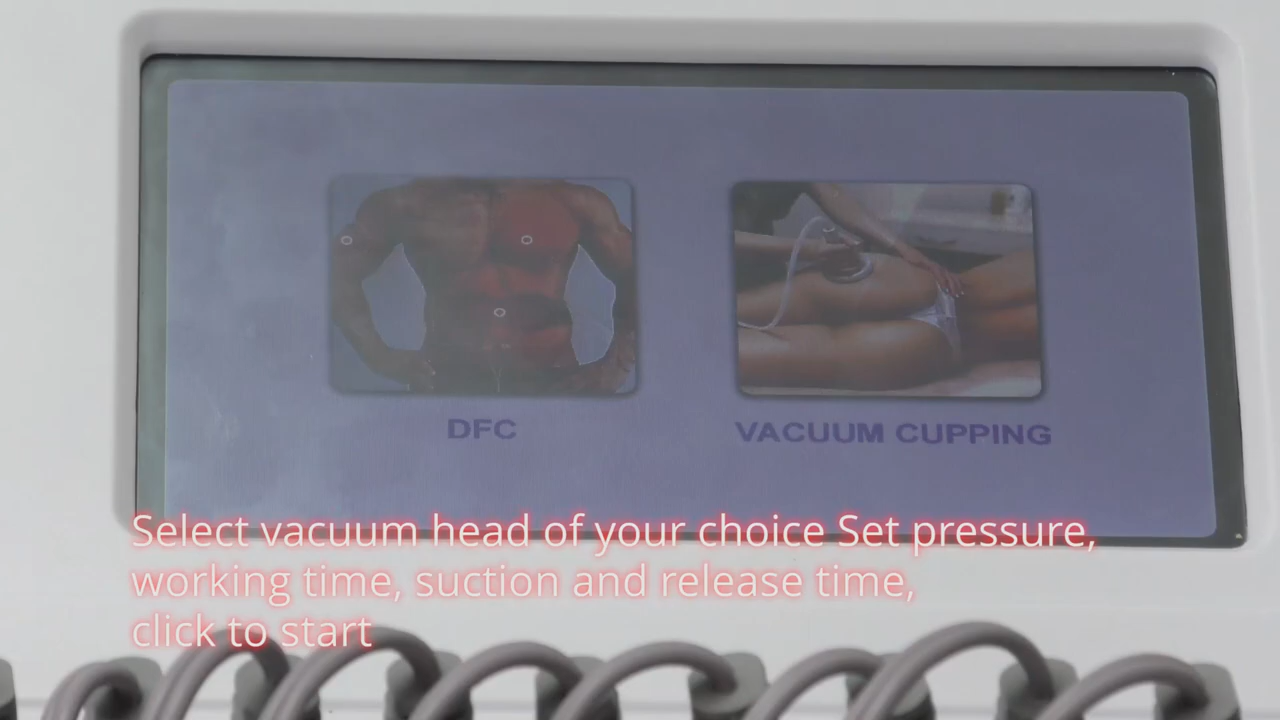 DFC
VACUUM CUPPING
Select vacuum head of your choice Set pressure,
working time, suction and release time,
click to start